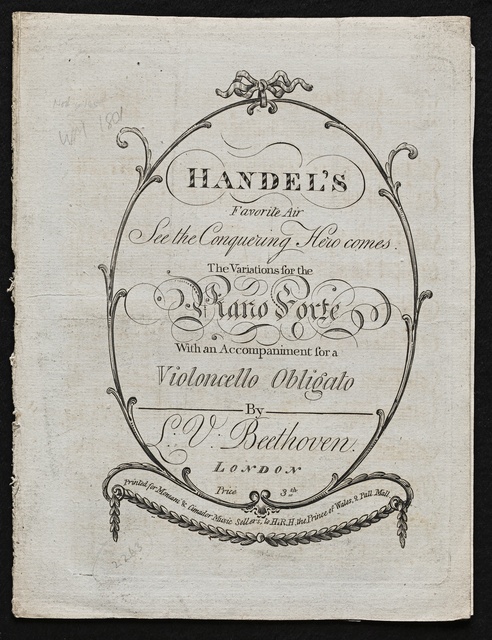 HANDEL'S
Favorite Air
See the Conquering Hero comes.
The Variations for the
Piano Forte
With an Accompaniment for a
Violoncello Obligato
By
L. V. Beethoven.
LONDON
Price 3.sh
Printed for Monzani & Cimador Music Sellers, to H.R.H. the Prince of Wales, 2, Pall Mall.